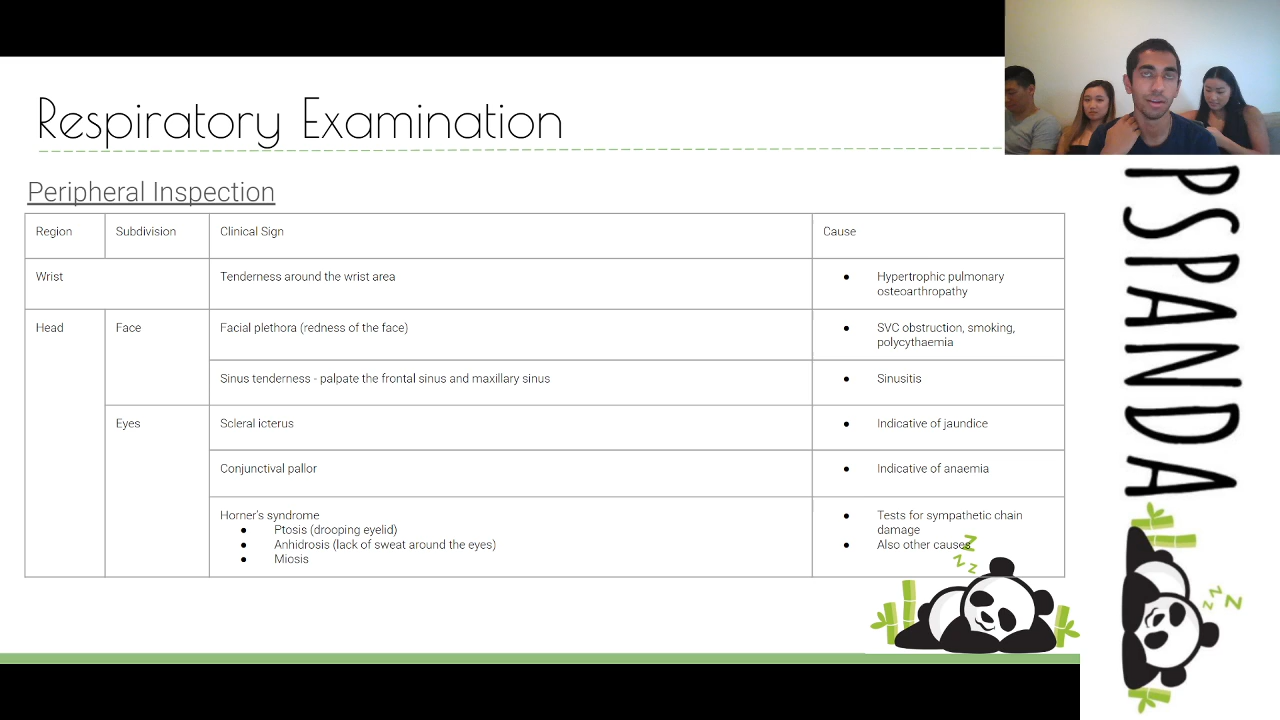 Respiratory Examination
Peripheral Inspection
Region Subdivision Clinical Sign Cause
Wrist Tenderness around the wrist area ● Hypertrophic pulmonary
osteoarthropathy
Head Face Facial plethora (redness of the face) ● SVC obstruction, smoking,
polycythaemia
Sinus tenderness - palpate the frontal sinus and maxillary sinus ● Sinusitis
Eyes Scleral icterus ● Indicative of jaundice
Conjunctival pallor ● Indicative of anaemia
Horner's syndrome ● Tests for sympathetic chain
● Ptosis (drooping eyelid) damage
● Anhidrosis (lack of sweat around the eyes) ● Also other causes
● Miosis
z z z
PSPANDA
z z z